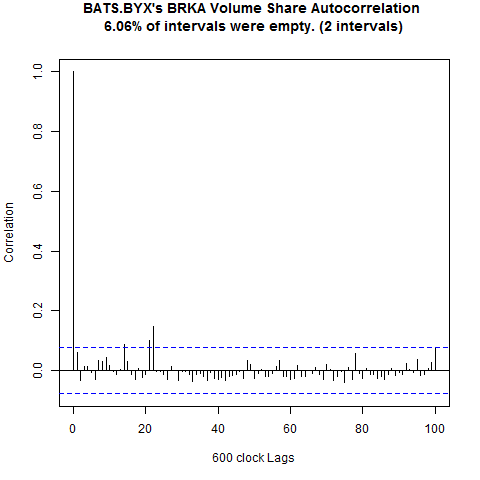 BATS.BYX's BRKA Volume Share Autocorrelation
6.06% of intervals were empty. (2 intervals)
Correlation
1.0
0.8
0.6
0.4
0.2
0.0
0 20 40 60 80 100
600 clock Lags